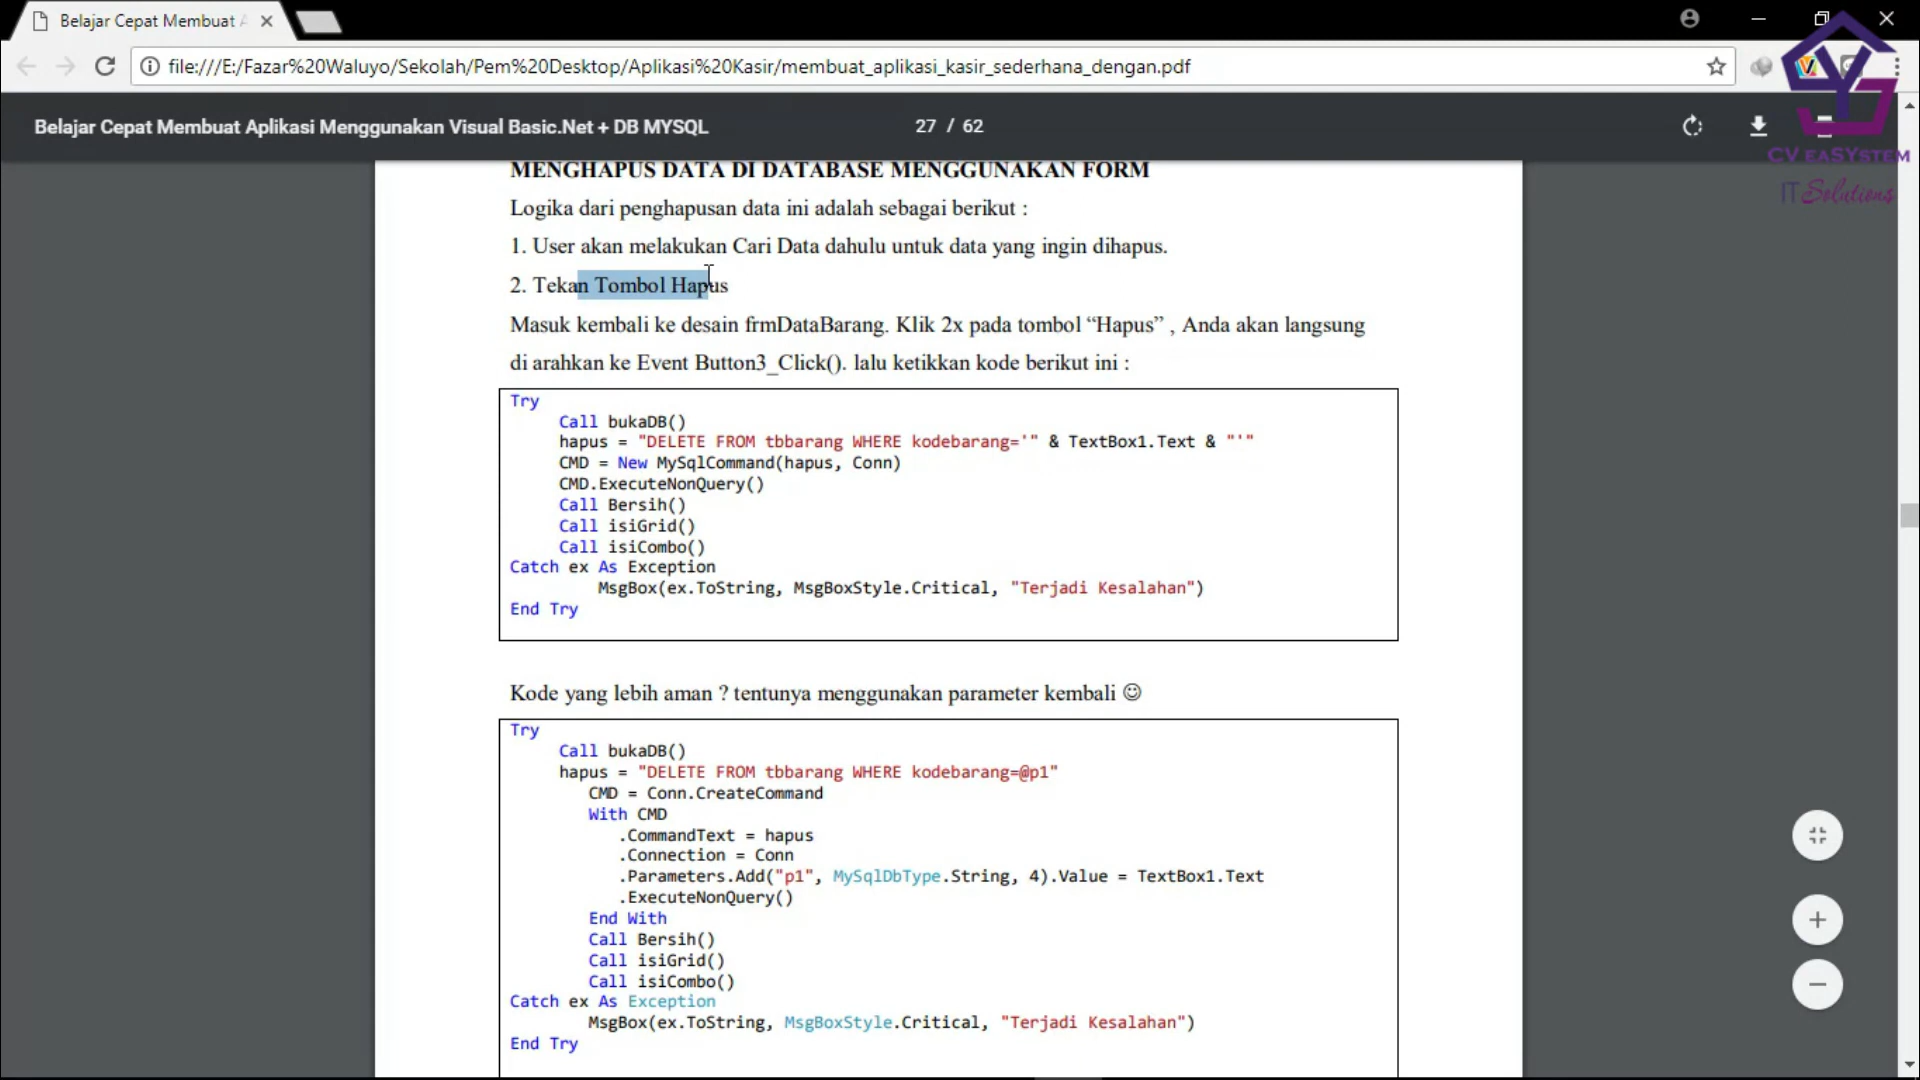 Belajar Cepat Membuat A
file:///E:/Fazar%20Waluyo/Sekolah/Pem%20Desktop/Aplikasi%20Kasir/membuat_aplikasi_kasir_sederhana_dengan.pdf
Belajar Cepat Membuat Aplikasi Menggunakan Visual Basic.Net + DB MYSQL
27 / 62
CV eaSYstem
IT Solutions
MENGHAPUS DATA DI DATABASE MENGGUNAKAN FORM
Logika dari penghapusan data ini adalah sebagai berikut :
1. User akan melakukan Cari Data dahulu untuk data yang ingin dihapus.
2. Tekan Tombol Hapus
Masuk kembali ke desain frmDataBarang. Klik 2x pada tombol “Hapus” , Anda akan langsung
di arahkan ke Event Button3_Click(). lalu ketikkan kode berikut ini :
Try
Call bukaDB()
hapus = "DELETE FROM tbbarang WHERE kodebarang='" & TextBox1.Text & "'"
CMD = New MySqlCommand(hapus, Conn)
CMD.ExecuteNonQuery()
Call Bersih()
Call isiGrid()
Call isiCombo()
Catch ex As Exception
MsgBox(ex.ToString, MsgBoxStyle.Critical, "Terjadi Kesalahan")
End Try
Kode yang lebih aman ? tentunya menggunakan parameter kembali ☺
Try
Call bukaDB()
hapus = "DELETE FROM tbbarang WHERE kodebarang=@p1"
CMD = Conn.CreateCommand
With CMD
.CommandText = hapus
.Connection = Conn
.Parameters.Add("p1", MySqlDbType.String, 4).Value = TextBox1.Text
.ExecuteNonQuery()
End With
Call Bersih()
Call isiGrid()
Call isiCombo()
Catch ex As Exception
MsgBox(ex.ToString, MsgBoxStyle.Critical, "Terjadi Kesalahan")
End Try